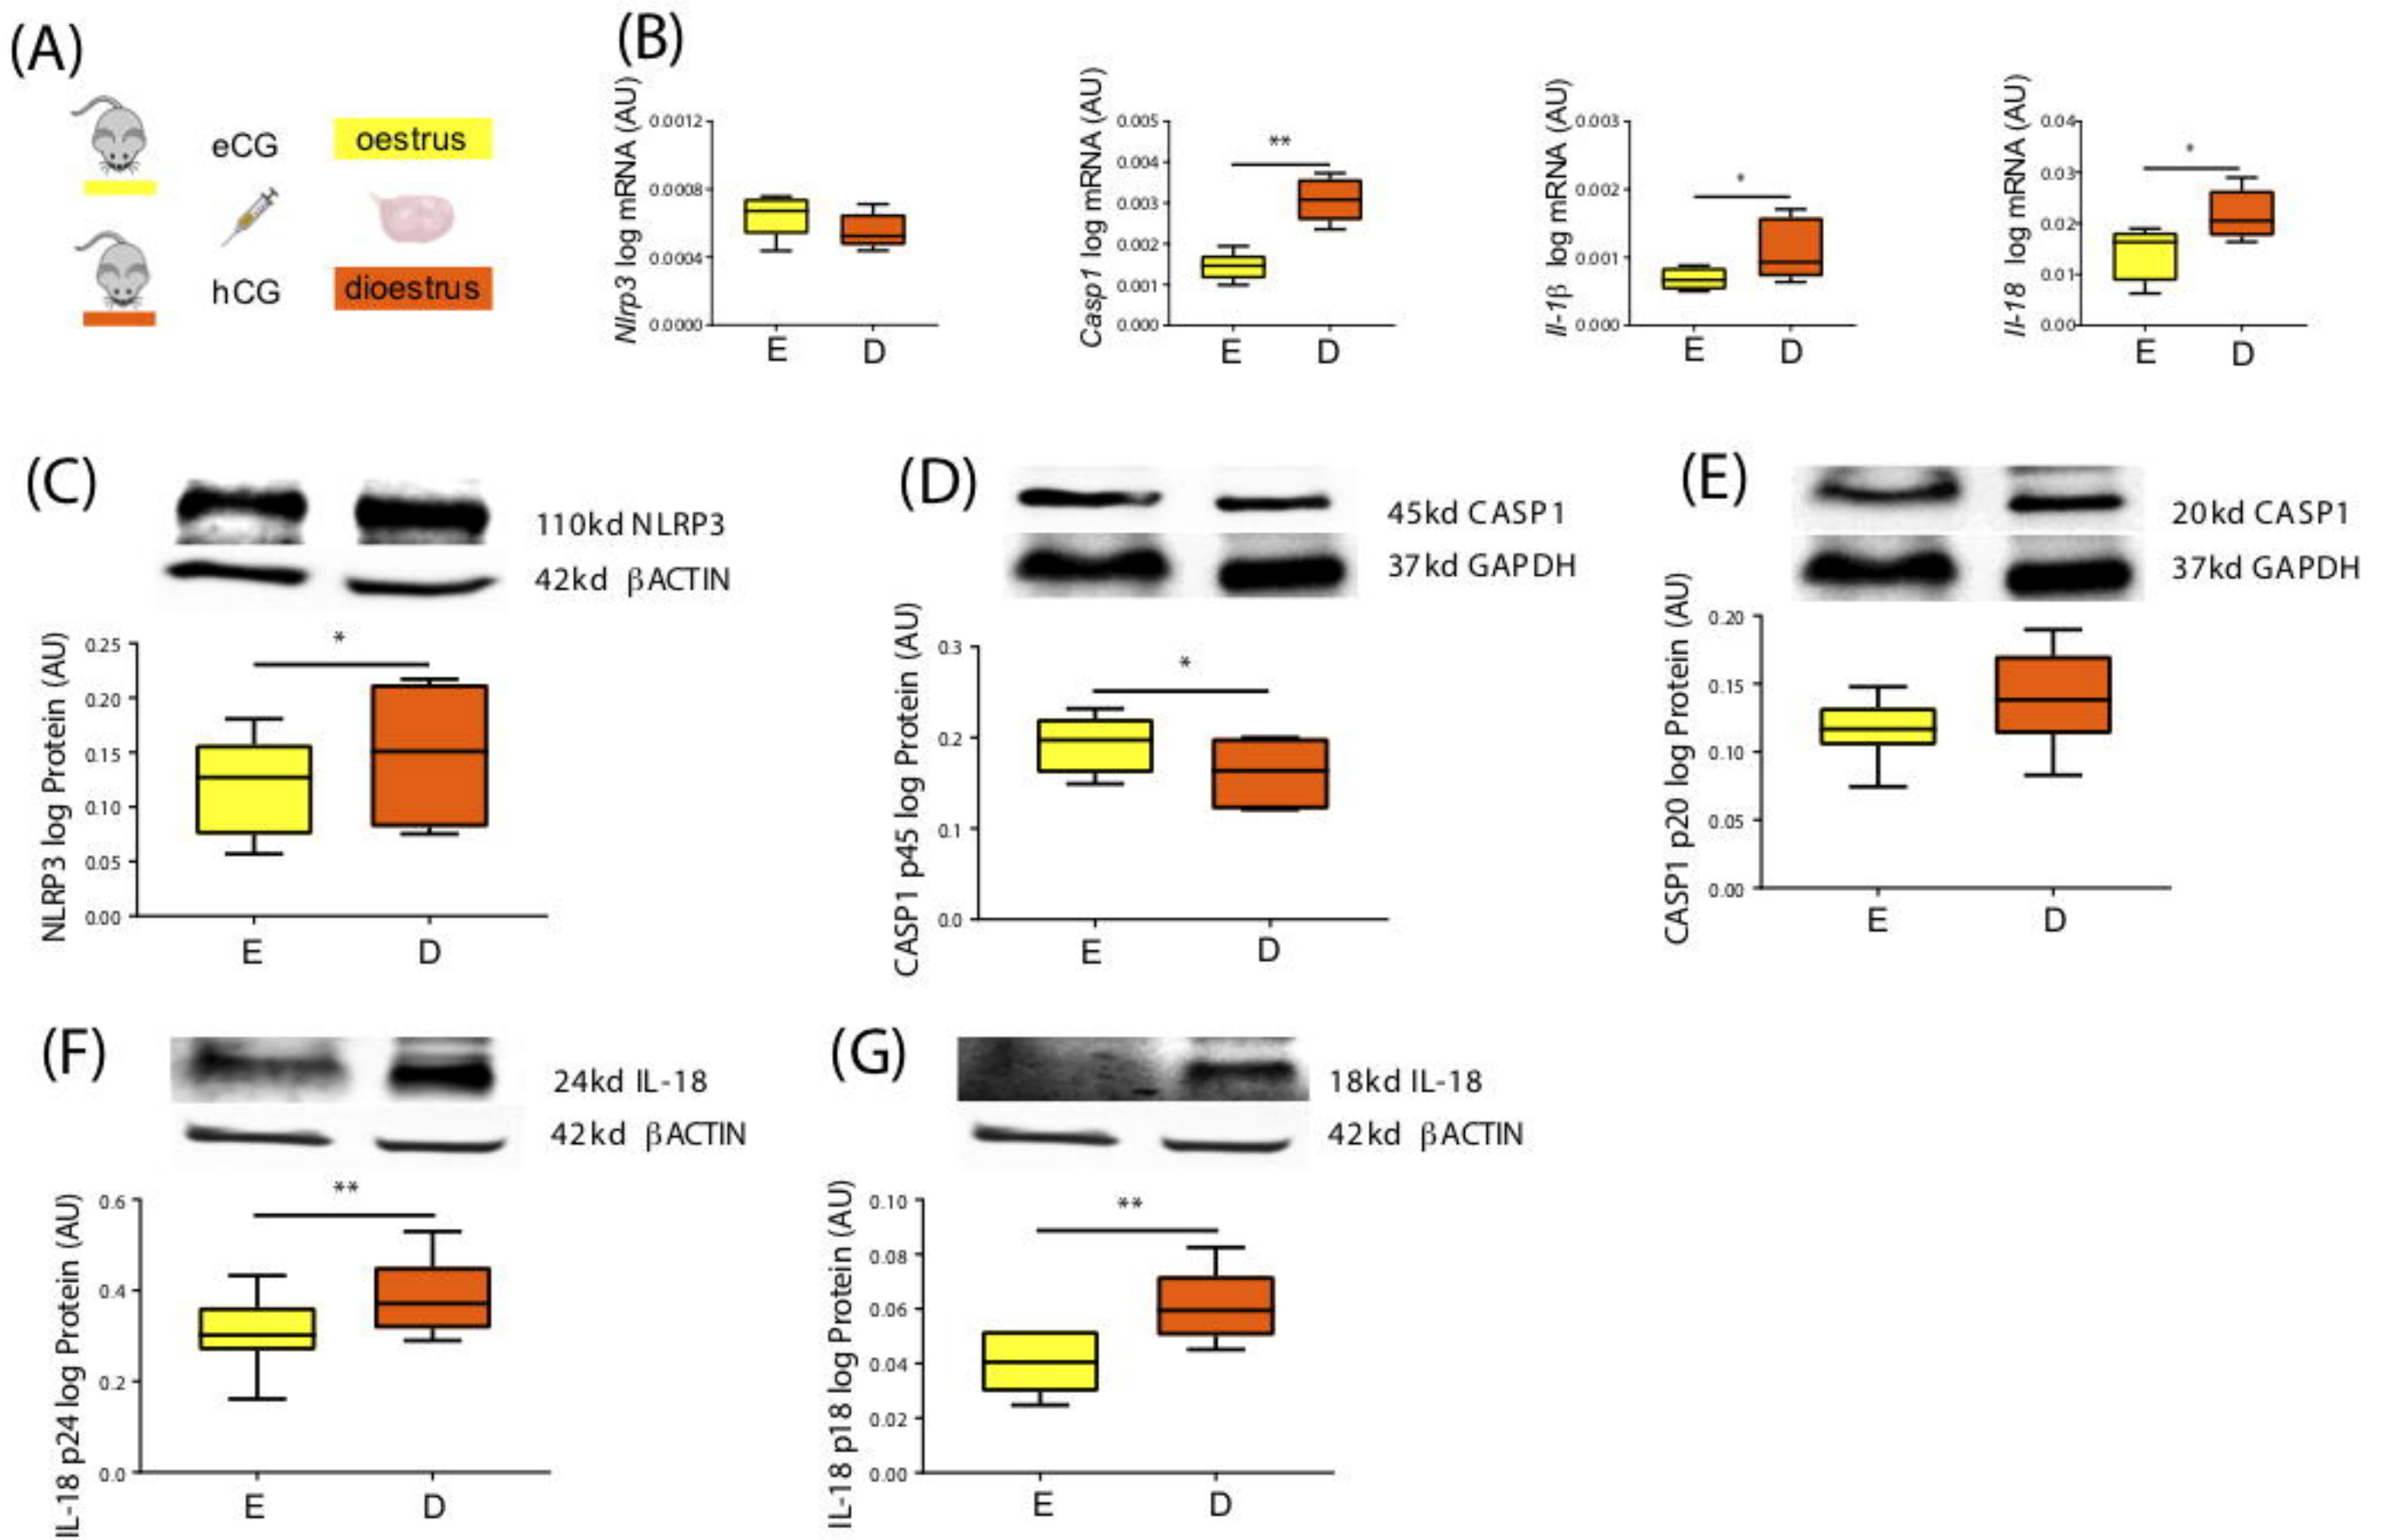 (A)
eCG
oestrus
hCG
dioestrus
(B)
Nlrp3 log mRNA (AU)
0.0012
0.0008
0.0004
0.0000
E D
Casp1 log mRNA (AU)
0.005
0.004
0.003
0.002
0.001
0.000
**
E D
Il-1β log mRNA (AU)
0.003
0.002
0.001
0.000
*
E D
Il-18 log mRNA (AU)
0.04
0.03
0.02
0.01
0.00
*
E D
(C)
110kd NLRP3
42kd βACTIN
NLRP3 log Protein (AU)
0.25
0.20
0.15
0.10
0.05
0.00
*
E D
(D)
45kd CASP1
37kd GAPDH
CASP1 p45 log Protein (AU)
0.3
0.2
0.1
0.0
*
E D
(E)
20kd CASP1
37kd GAPDH
CASP1 p20 log Protein (AU)
0.20
0.15
0.10
0.05
0.00
E D
(F)
24kd IL-18
42kd βACTIN
IL-18 p24 log Protein (AU)
0.6
0.4
0.2
0.0
**
E D
(G)
18kd IL-18
42kd βACTIN
IL-18 p18 log Protein (AU)
0.10
0.08
0.06
0.04
0.02
0.00
**
E D